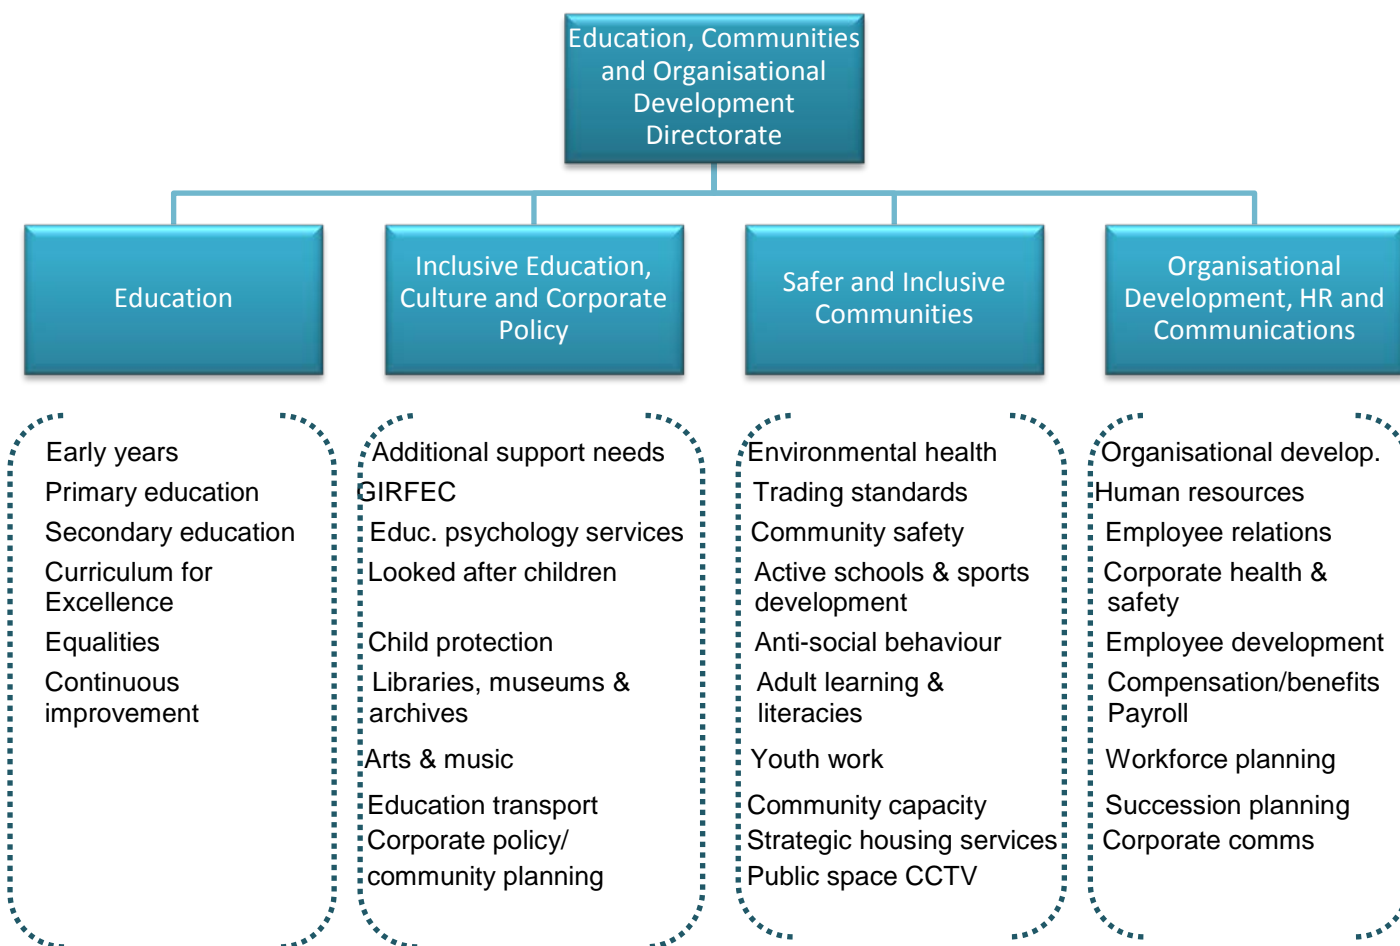 Education, Communities
and Organisational
Development
Directorate
Education
Inclusive Education,
Culture and Corporate
Policy
Safer and Inclusive
Communities
Organisational
Development, HR and
Communications
Early years
Primary education
Secondary education
Curriculum for
Excellence
Equalities
Continuous
improvement
Additional support needs
GIRFEC
Educ. psychology services
Looked after children
Child protection
Libraries, museums &
archives
Arts & music
Education transport
Corporate policy/
community planning
Environmental health
Trading standards
Community safety
Active schools & sports
development
Anti-social behaviour
Adult learning &
literacies
Youth work
Community capacity
Strategic housing services
Public space CCTV
Organisational develop.
Human resources
Employee relations
Corporate health &
safety
Employee development
Compensation/benefits
Payroll
Workforce planning
Succession planning
Corporate comms